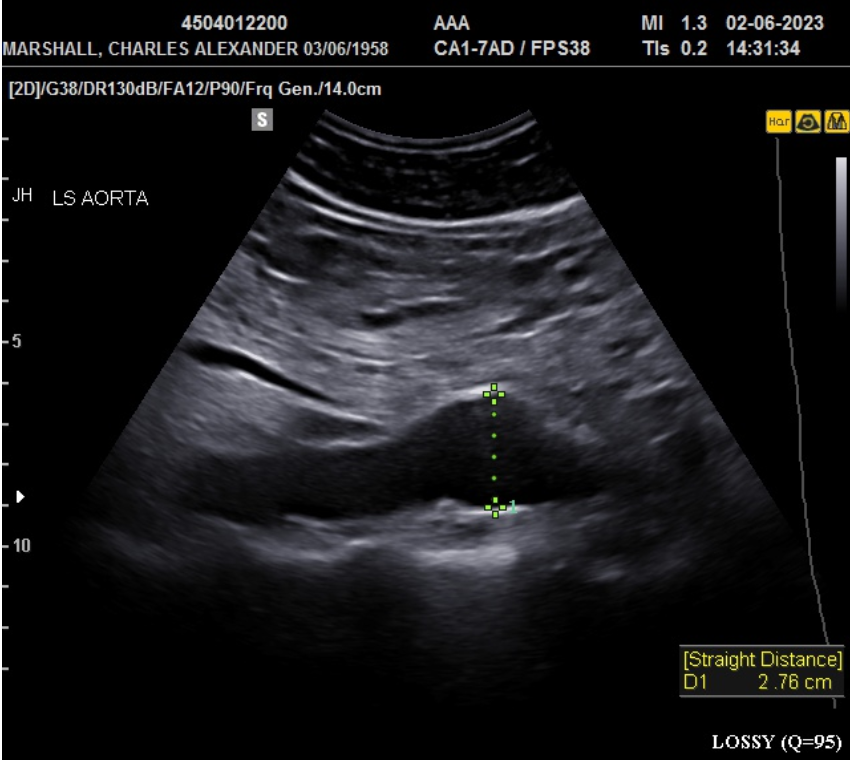 4504012200 AAA MI 1.3 02-06-2023
MARSHALL, CHARLES ALEXANDER 03/06/1958 CA1-7AD / FPS38 TIs 0.2 14:31:34
[2D]/G38/DR130dB/FA12/P90/Frq Gen./14.0cm
S
Har
JH LS AORTA
5
1
10
[Straight Distance]
D1 2.76 cm
LOSSY (Q=95)